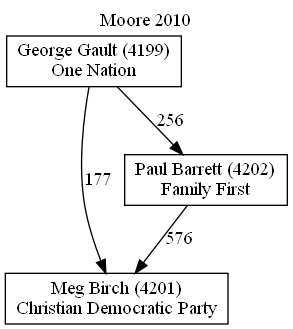 Moore 2010
George Gault (4199)
One Nation
256
177
Paul Barrett (4202)
Family First
576
Meg Birch (4201)
Christian Democratic Party